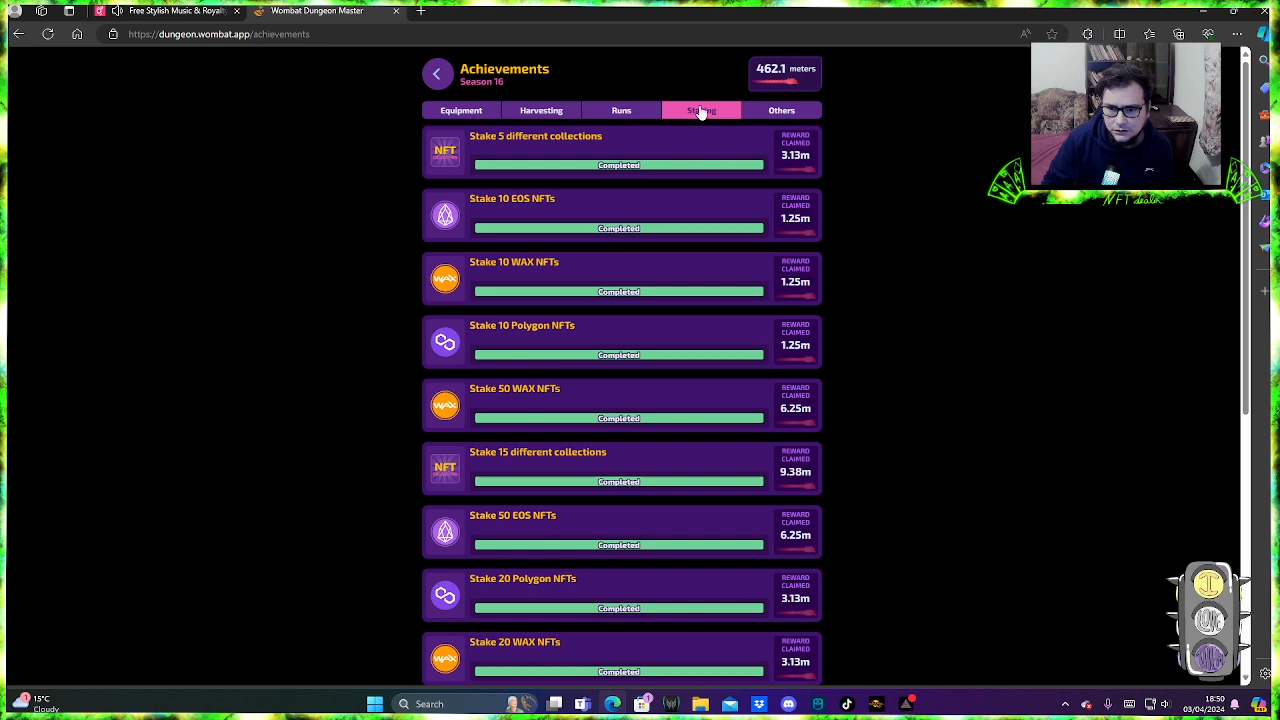 Free Stylish Music & Royalt
Wombat Dungeon Master
https://dungeon.wombat.app/achievements
Achievements
Season 16
462.1 meters
Equipment
Harvesting
Runs
Staking
Others
NFT
Stake 5 different collections
Completed
REWARD
CLAIMED
3.13m
Stake 10 EOS NFTs
Completed
REWARD
CLAIMED
1.25m
WAX
Stake 10 WAX NFTs
Completed
REWARD
CLAIMED
1.25m
Stake 10 Polygon NFTs
Completed
REWARD
CLAIMED
1.25m
WAX
Stake 50 WAX NFTs
Completed
REWARD
CLAIMED
6.25m
NFT
Stake 15 different collections
Completed
REWARD
CLAIMED
9.38m
Stake 50 EOS NFTs
Completed
REWARD
CLAIMED
6.25m
Stake 20 Polygon NFTs
Completed
REWARD
CLAIMED
3.13m
WAX
Stake 20 WAX NFTs
Completed
REWARD
CLAIMED
3.13m
NFT dealer
15°C
Cloudy
Search
18:50
03/04/2024